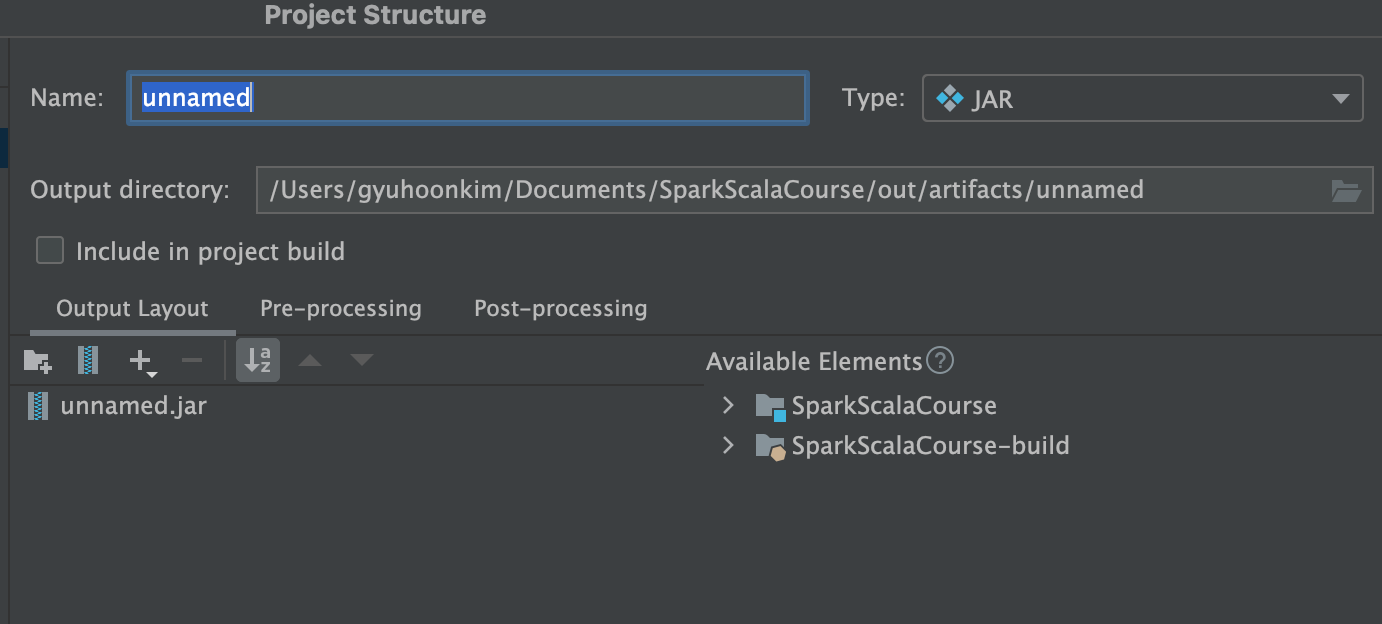 Project Structure
Name: unnamed Type: JAR
Output directory: /Users/gyuhoonkim/Documents/SparkScalaCourse/out/artifacts/unnamed
Include in project build
Output Layout Pre-processing Post-processing
Available Elements ?
unnamed.jar
SparkScalaCourse
SparkScalaCourse-build